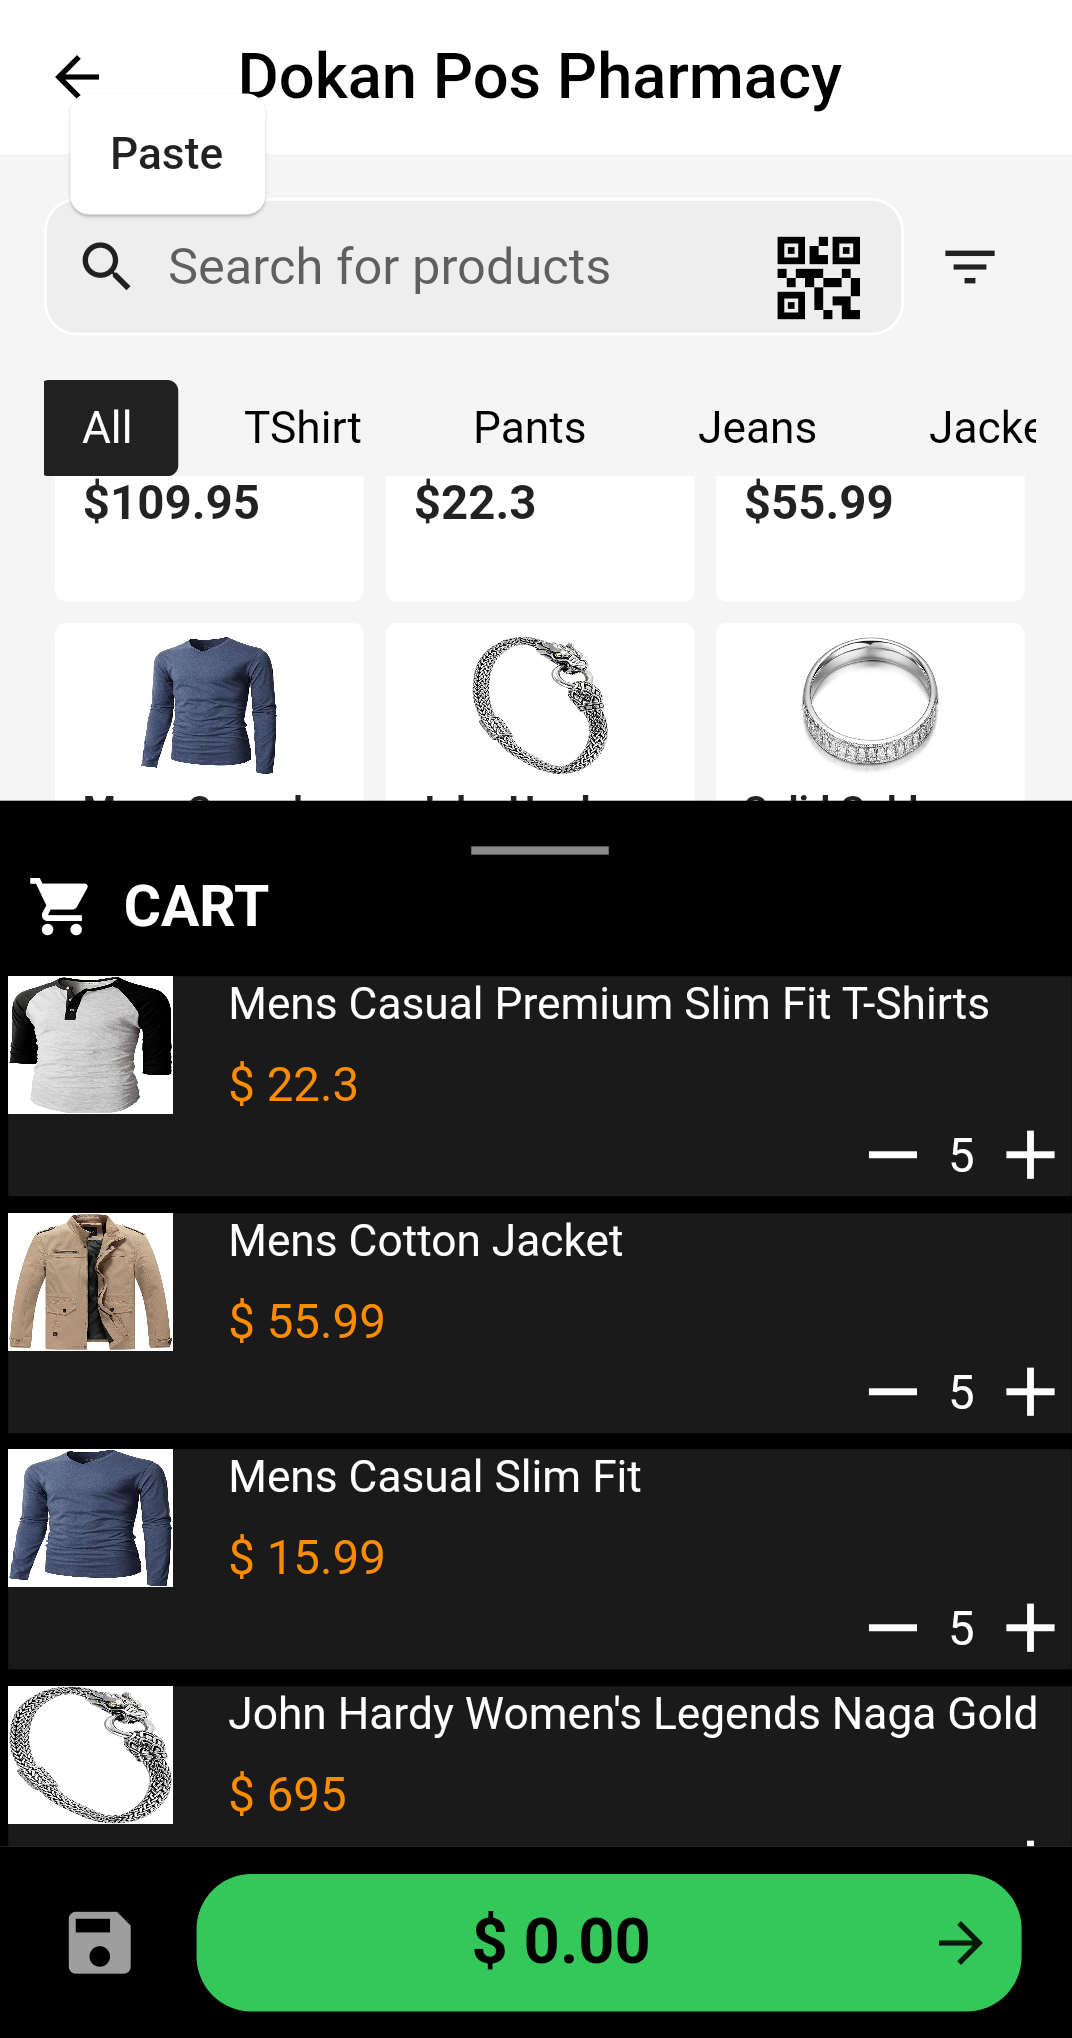 Dokan Pos Pharmacy
Paste
Search for products
All TShirt Pants Jeans Jacke
$109.95 $22.3 $55.99
CART
Mens Casual Premium Slim Fit T-Shirts
$ 22.3
5
Mens Cotton Jacket
$ 55.99
5
Mens Casual Slim Fit
$ 15.99
5
John Hardy Women's Legends Naga Gold
$ 695
$ 0.00